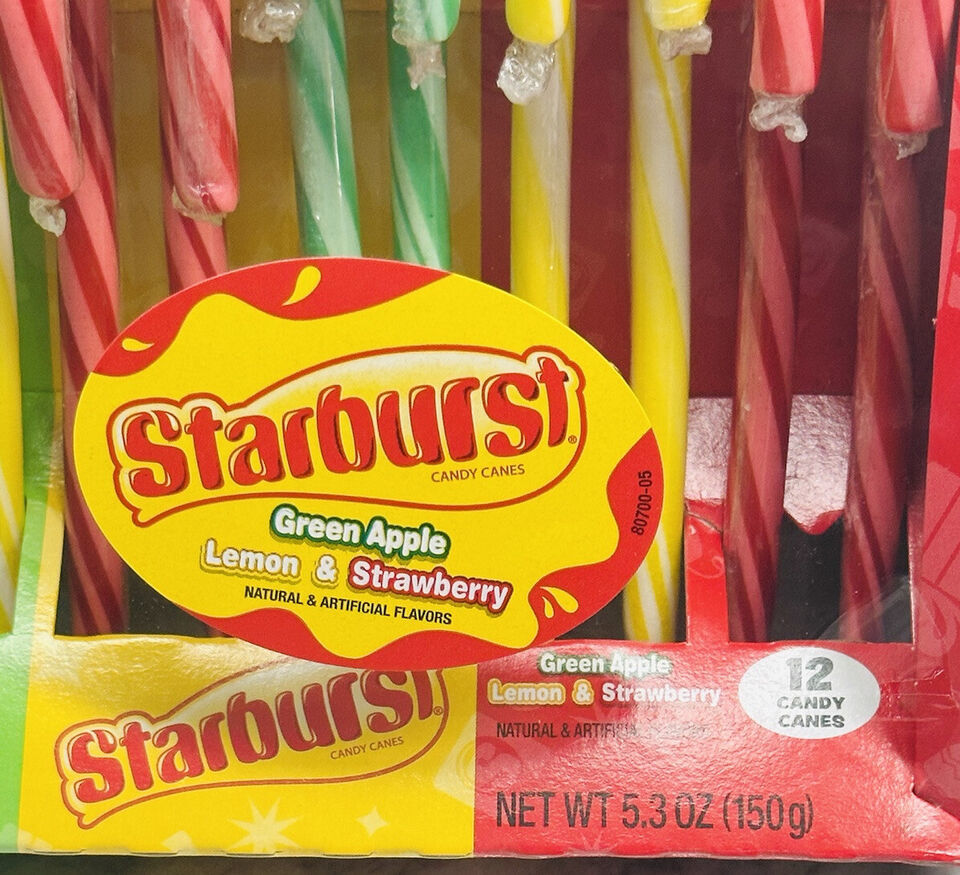 Starburst®
CANDY CANES
Green Apple
Lemon & Strawberry
NATURAL & ARTIFICIAL FLAVORS
80700-05
Starburst®
CANDY CANES
Green Apple
Lemon & Strawberry
NATURAL &
12
CANDY
CANES
NET WT 5.3 OZ (150g)